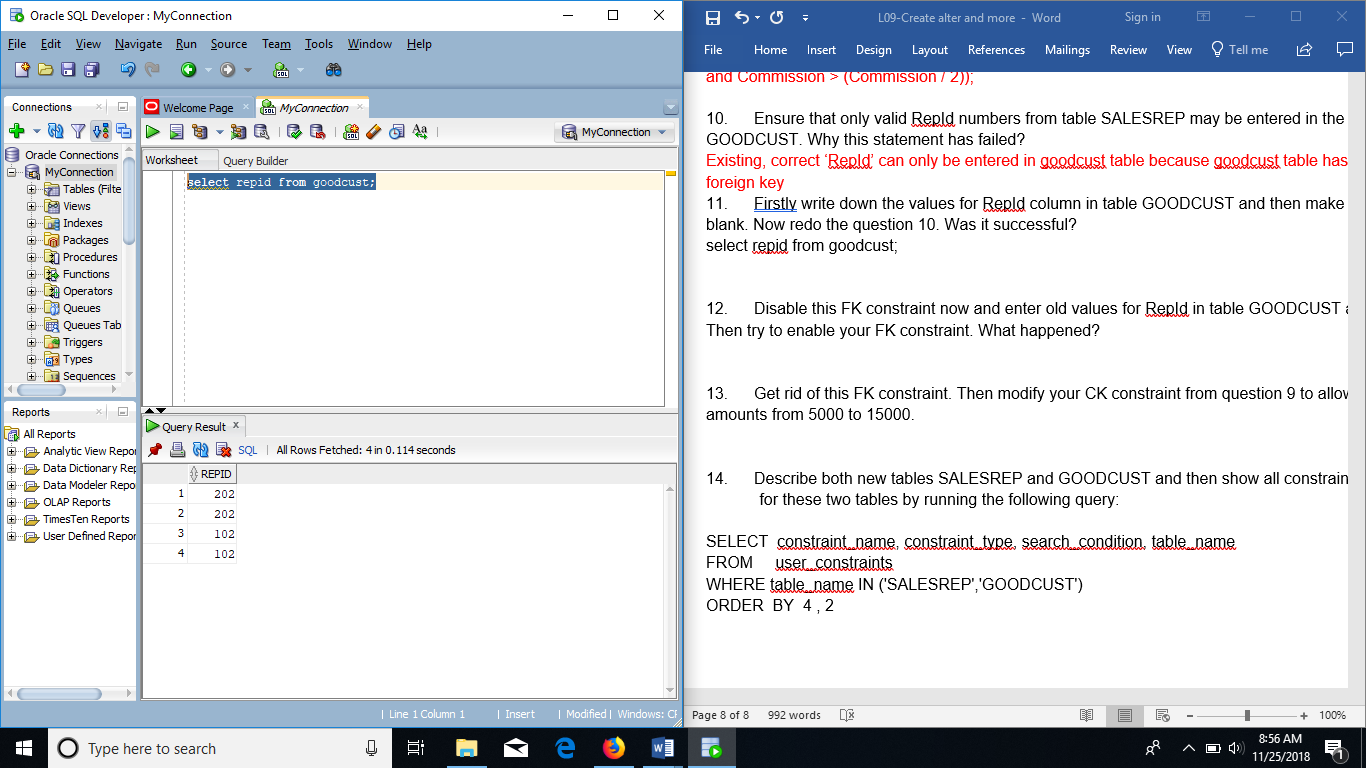 Oracle SQL Developer : MyConnection
File Edit View Navigate Run Source Team Tools Window Help
SQL
Connections
Oracle Connections
MyConnection
Tables (Filte
Views
Indexes
Packages
Procedures
Functions
Operators
Queues
Queues Tab
Triggers
Types
Sequences
Reports
All Reports
Analytic View Repor
Data Dictionary Rep
Data Modeler Repo
OLAP Reports
TimesTen Reports
User Defined Repor
Welcome Page
MyConnection
MyConnection
Worksheet Query Builder
select repid from goodcust;
Query Result
SQL | All Rows Fetched: 4 in 0.114 seconds
REPID
1 202
2 202
3 102
4 102
| Line 1 Column 1 | Insert | Modified | Windows: CF
L09-Create alter and more - Word Sign in
File Home Insert Design Layout References Mailings Review View Tell me
and Commission > (Commission / 2));
10. Ensure that only valid RepId numbers from table SALESREP may be entered in the
GOODCUST. Why this statement has failed?
Existing, correct ‘RepId’ can only be entered in goodcust table because goodcust table has
foreign key
11. Firstly write down the values for RepId column in table GOODCUST and then make
blank. Now redo the question 10. Was it successful?
select repid from goodcust;
12. Disable this FK constraint now and enter old values for RepId in table GOODCUST a
Then try to enable your FK constraint. What happened?
13. Get rid of this FK constraint. Then modify your CK constraint from question 9 to allow
amounts from 5000 to 15000.
14. Describe both new tables SALESREP and GOODCUST and then show all constrain
for these two tables by running the following query:
SELECT constraint_name, constraint_type, search_condition, table_name
FROM user_constraints
WHERE table_name IN ('SALESREP','GOODCUST')
ORDER BY 4 , 2
Page 8 of 8 992 words 100%
Type here to search
8:56 AM
11/25/2018
1